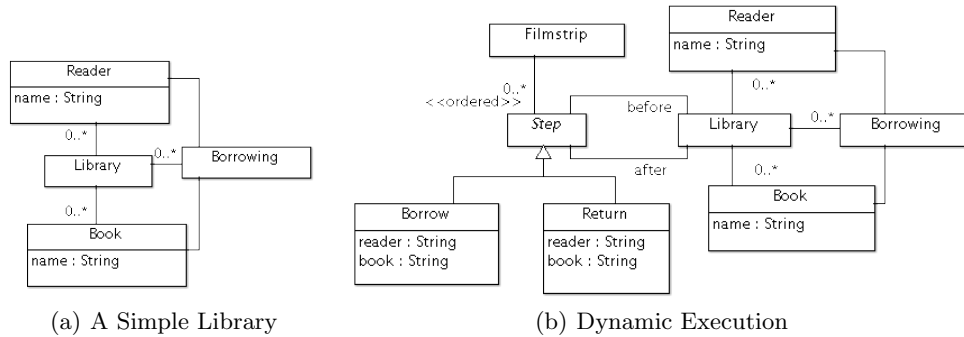 Reader
name : String
0..*
Library
0..*
Borrowing
0..*
Book
name : String
(a) A Simple Library
Filmstrip
0..*
<<ordered>>
Step
before
after
Borrow
reader : String
book : String
Return
reader : String
book : String
Reader
name : String
0..*
Library
0..*
Borrowing
0..*
Book
name : String
(b) Dynamic Execution